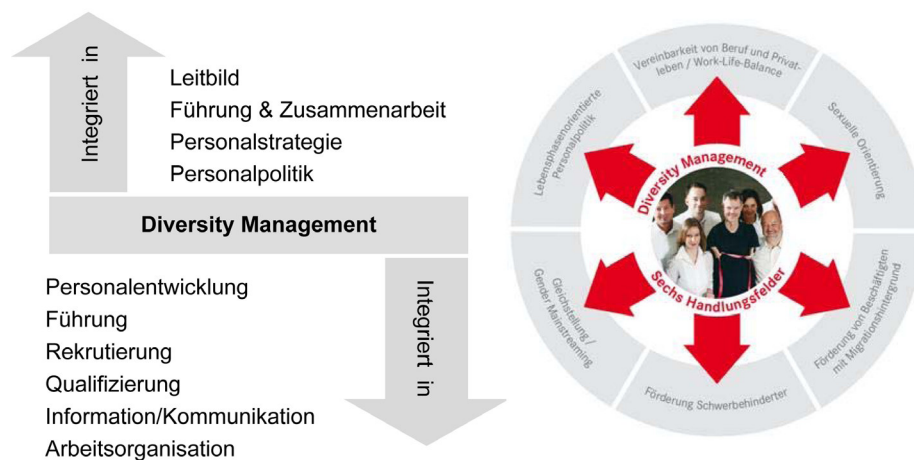 Integriert in
Leitbild
Führung & Zusammenarbeit
Personalstrategie
Personalpolitik
Diversity Management
Personalentwicklung
Führung
Rekrutierung
Qualifizierung
Information/Kommunikation
Arbeitsorganisation
Integriert in
Vereinbarkeit von Beruf und Privat-
leben / Work-Life-Balance
Sexuelle Orientierung
Förderung von Beschäftigten
mit Migrationshintergrund
Förderung Schwerbehinderter
Gleichstellung /
Gender Mainstreaming
Lebensphasenorientierte
Personalpolitik
Diversity Management
Sechs Handlungsfelder